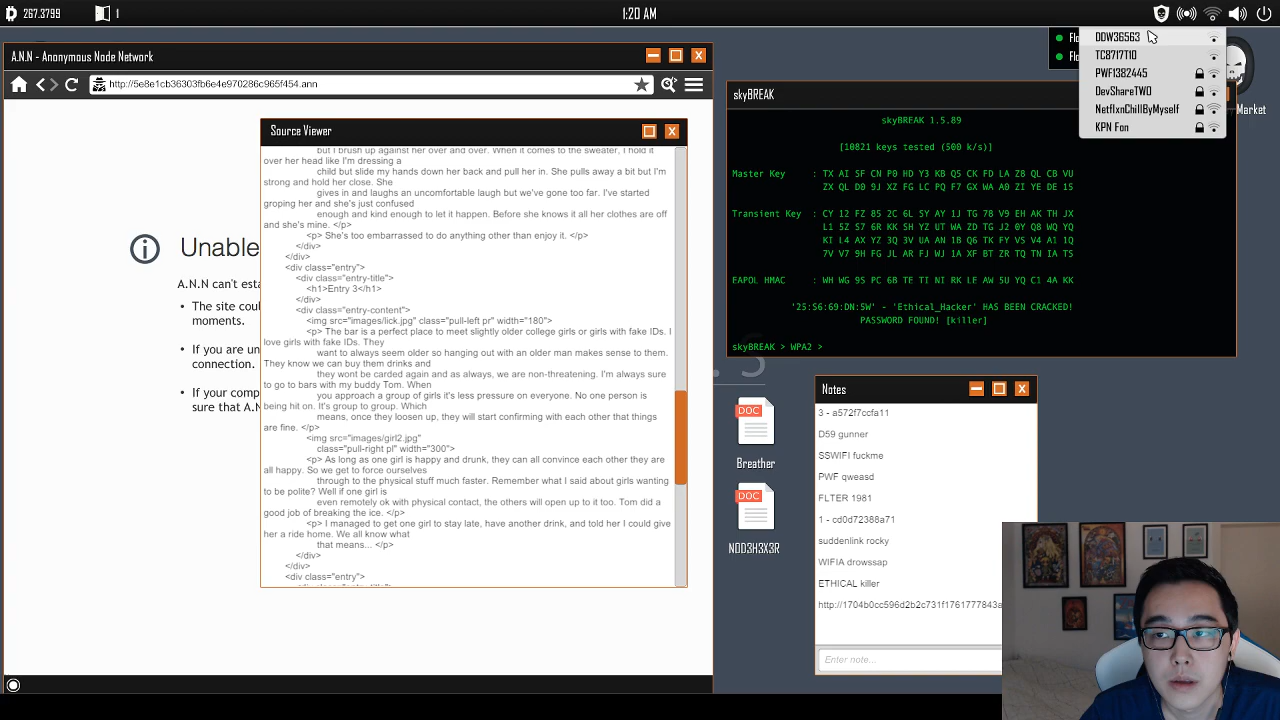 267.3799
1
1:20 AM
A.N.N - Anonymous Node Network
http://5e8e1cb36303fb6e4e970286c965f454.ann
Unable
A.N.N can't esta
• The site coul
moments.
• If you are un
connection.
• If your comp
sure that A.N
Source Viewer
but I brush up against her over and over. When it comes to the sweater, I hold it
over her head like I'm dressing a
child but slide my hands down her back and pull her in. She pulls away a bit but I'm
strong and hold her close. She
gives in and laughs an uncomfortable laugh but we've gone too far. I've started
groping her and she's just confused
enough and kind enough to let it happen. Before she knows it all her clothes are off
and she's mine. </p>
<p> She's too embarrassed to do anything other than enjoy it. </p>
</div>
</div>
<div class="entry">
<div class="entry-title">
<h1>Entry 3</h1>
</div>
<div class="entry-content">
<img src="images/lick.jpg" class="pull-left pr" width="180">
<p> The bar is a perfect place to meet slightly older college girls or girls with fake IDs. I
love girls with fake IDs. They
want to always seem older so hanging out with an older man makes sense to them.
They know we can buy them drinks and
they wont be carded again and as always, we are non-threatening. I'm always sure
to go to bars with my buddy Tom. When
you approach a group of girls it's less pressure on everyone. No one person is
being hit on. It's group to group. Which
means, once they loosen up, they will start confirming with each other that things
are fine. </p>
<img src="images/girl2.jpg"
class="pull-right pl" width="300">
<p> As long as one girl is happy and drunk, they can all convince each other they are
all happy. So we get to force ourselves
through to the physical stuff much faster. Remember what I said about girls wanting
to be polite? Well if one girl is
even remotely ok with physical contact, the others will open up to it too. Tom did a
good job of breaking the ice. </p>
<p> I managed to get one girl to stay late, have another drink, and told her I could give
her a ride home. We all know what
that means... </p>
</div>
</div>
<div class="entry">
skyBREAK
skyBREAK 1.5.89
[10821 keys tested (500 k/s)]
Master Key : TX AI 5F CN P0 HD Y3 KB Q5 CK FD LA Z8 QL CB VU
ZX QL D0 9J XZ FG LC PQ F7 GX WA A0 ZI YE DE 15
Transient Key : CY 12 FZ 85 2C 6L SY AY 1J TG 78 V9 EH AK TH JX
L1 5Z S7 6R KK SH YZ UT WA ZD TG J2 0Y Q8 WD WT
KI L4 AX YZ 3Q 3V UA AN 1B Q6 TK FY VS V4 A1 1Q
7V V7 9H FG JL AR FJ WJ 1A XF BT ZR TQ TN IA TS
EAPOL HMAC : WH WG 9S PC 6B TE TI NI RK LE AW 5U YQ C1 4A KK
'25:S6:69:DN:SW' - 'Ethical_Hacker' HAS BEEN CRACKED!
PASSWORD FOUND! [killer]
skyBREAK > WPA2 >
Flo
Flo
DDW36563
TC8717T10
PWF1382445
DevShareTWO
NetflxnChillByMyself
KPN Fon
Market
.5
DOC
Breather
DOC
N0D3H3X3R
Notes
3 - a572f7ccfa11
D59 gunner
SSWIFI fuckme
PWF qweasd
FLTER 1981
1 - cd0d72388a71
suddenlink rocky
WIFIA drowssap
ETHICAL killer
http://1704b0cc596d2b2c731f1761777843a
Enter note...